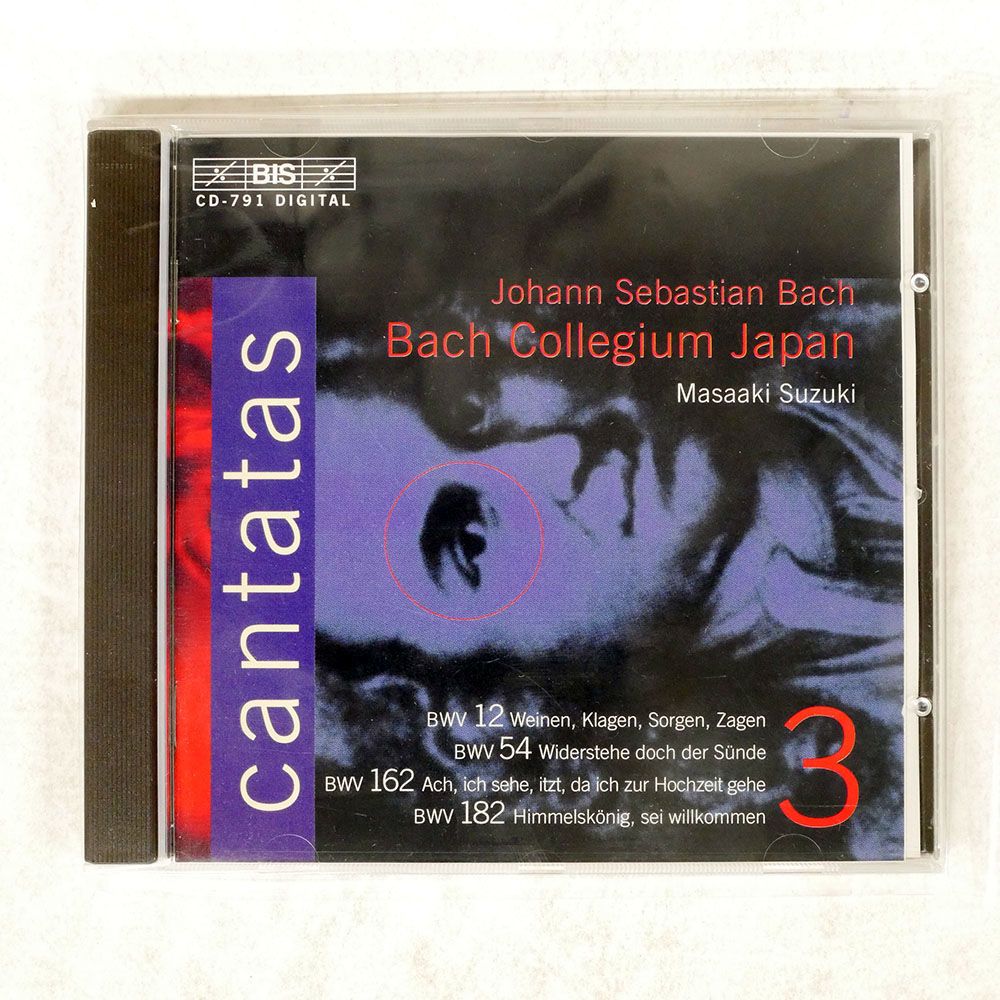 BIS
CD-791 DIGITAL
Johann Sebastian Bach
Bach Collegium Japan
Masaaki Suzuki
cantatas
BWV 12 Weinen, Klagen, Sorgen, Zagen
BWV 54 Widerstehe doch der Sünde
BWV 162 Ach, ich sehe, itzt, da ich zur Hochzeit gehe
BWV 182 Himmelskönig, sei willkommen
3